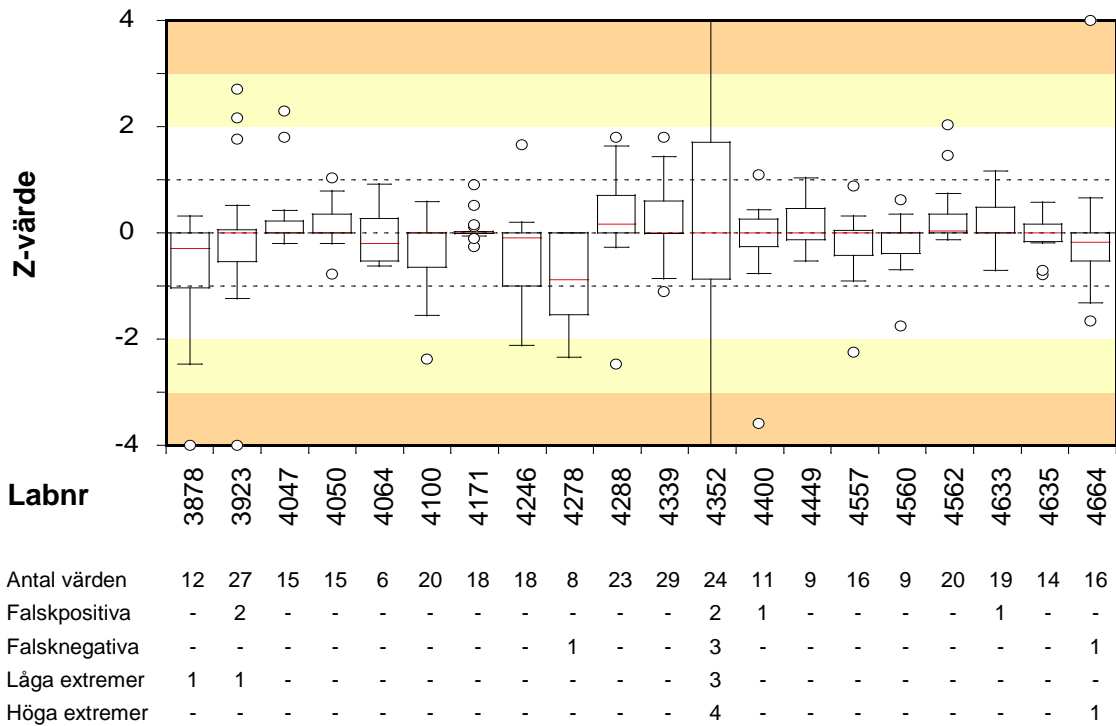 4
2
0
-2
-4
Z-värde
Labnr
3878 3923 4047 4050 4064 4100 4171 4246 4278 4288 4339 4352 4400 4449 4557 4560 4562 4633 4635 4664
Antal värden 12 27 15 15 6 20 18 18 8 23 29 24 11 9 16 9 20 19 14 16
Falskpositiva - 2 - - - - - - - - - 2 1 - - - - 1 - -
Falsknegativa - - - - - - - - 1 - - 3 - - - - - - - 1
Låga extremer 1 1 - - - - - - - - - 3 - - - - - - - -
Höga extremer - - - - - - - - - - - 4 - - - - - - - 1